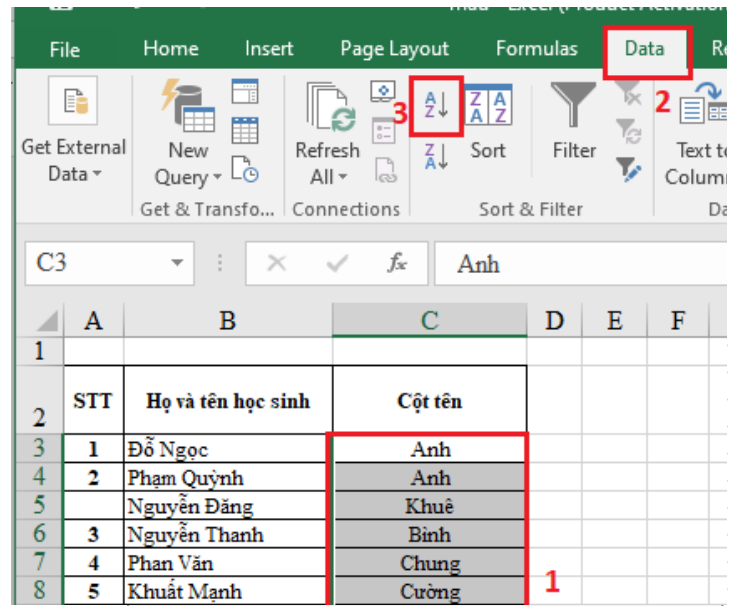 File Home Insert Page Layout Formulas Data
3 2
Get External Data
New Query
Refresh All
Sort
Filter
Get & Transfo...
Connections
Sort & Filter
C3 fx Anh
A B C D E F
1
2 STT Họ và tên học sinh Cột tên
3 1 Đỗ Ngọc Anh
4 2 Phạm Quỳnh Anh
5 Nguyễn Đăng Khuê
6 3 Nguyễn Thanh Bình
7 4 Phan Văn Chung
8 5 Khuất Mạnh Cường
1